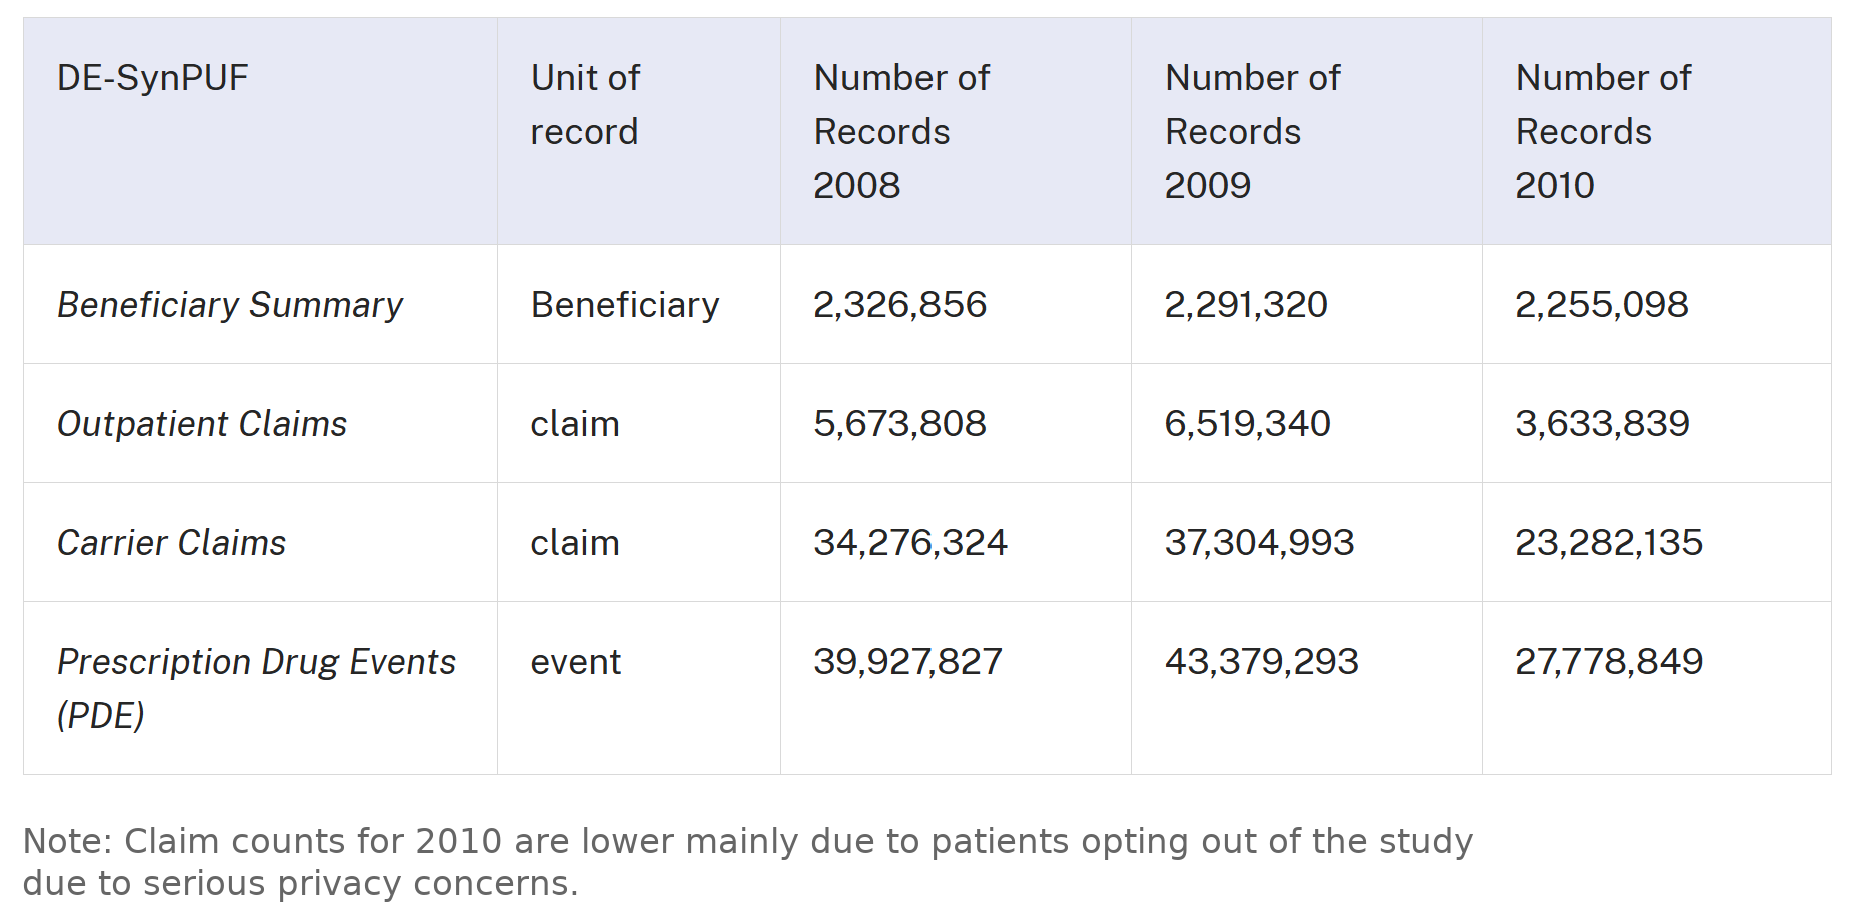 DE-SynPUF
Unit of
record
Number of
Records
2008
Number of
Records
2009
Number of
Records
2010
Beneficiary Summary
Beneficiary
2,326,856
2,291,320
2,255,098
Outpatient Claims
claim
5,673,808
6,519,340
3,633,839
Carrier Claims
claim
34,276,324
37,304,993
23,282,135
Prescription Drug Events
(PDE)
event
39,927,827
43,379,293
27,778,849
Note: Claim counts for 2010 are lower mainly due to patients opting out of the study
due to serious privacy concerns.